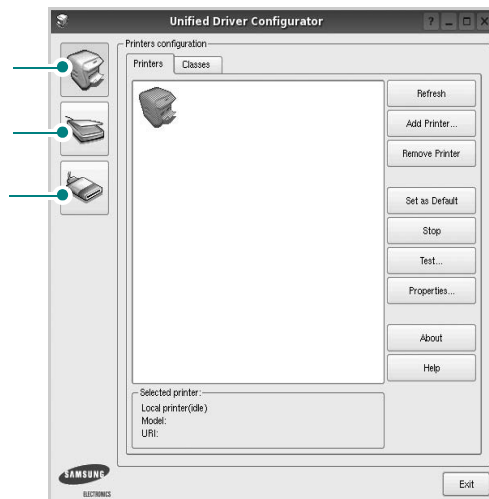 Unified Driver Configurator
Printers configuration
Printers
Classes
Refresh
Add Printer...
Remove Printer
Set as Default
Stop
Test...
Properties...
About
Help
Selected printer:
Local printer(idle)
Model:
URI:
SAMSUNG
ELECTRONICS
Exit